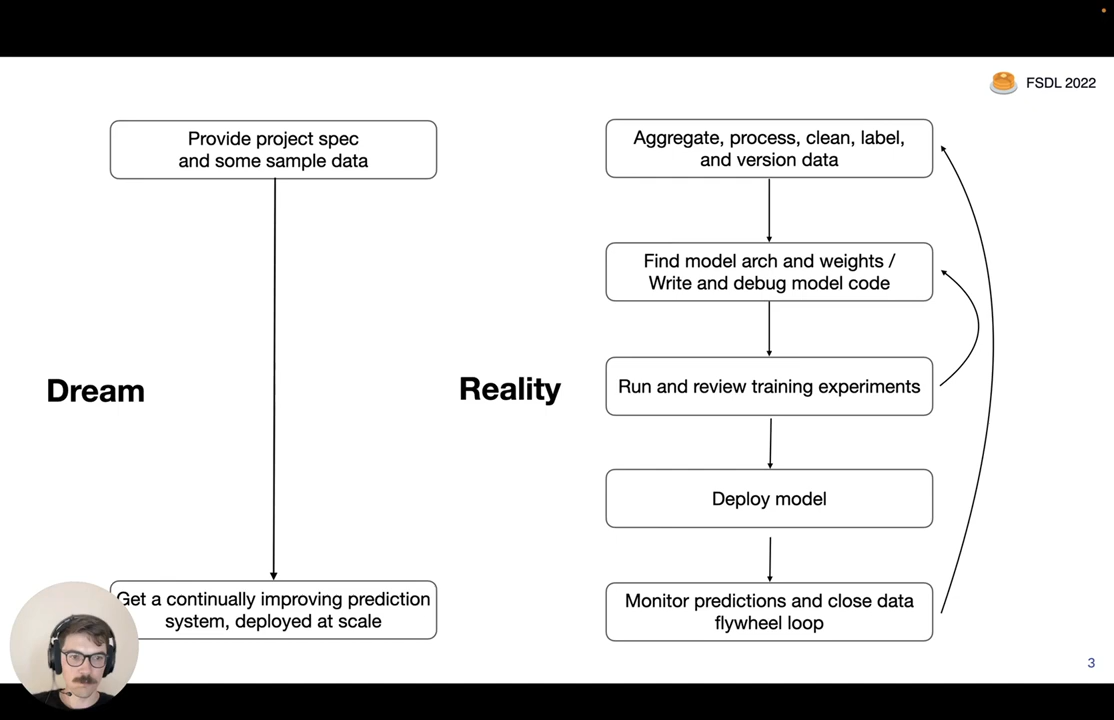 FSDL 2022
Provide project spec
and some sample data
Dream
Get a continually improving prediction
system, deployed at scale
Reality
Aggregate, process, clean, label,
and version data
Find model arch and weights /
Write and debug model code
Run and review training experiments
Deploy model
Monitor predictions and close data
flywheel loop
3